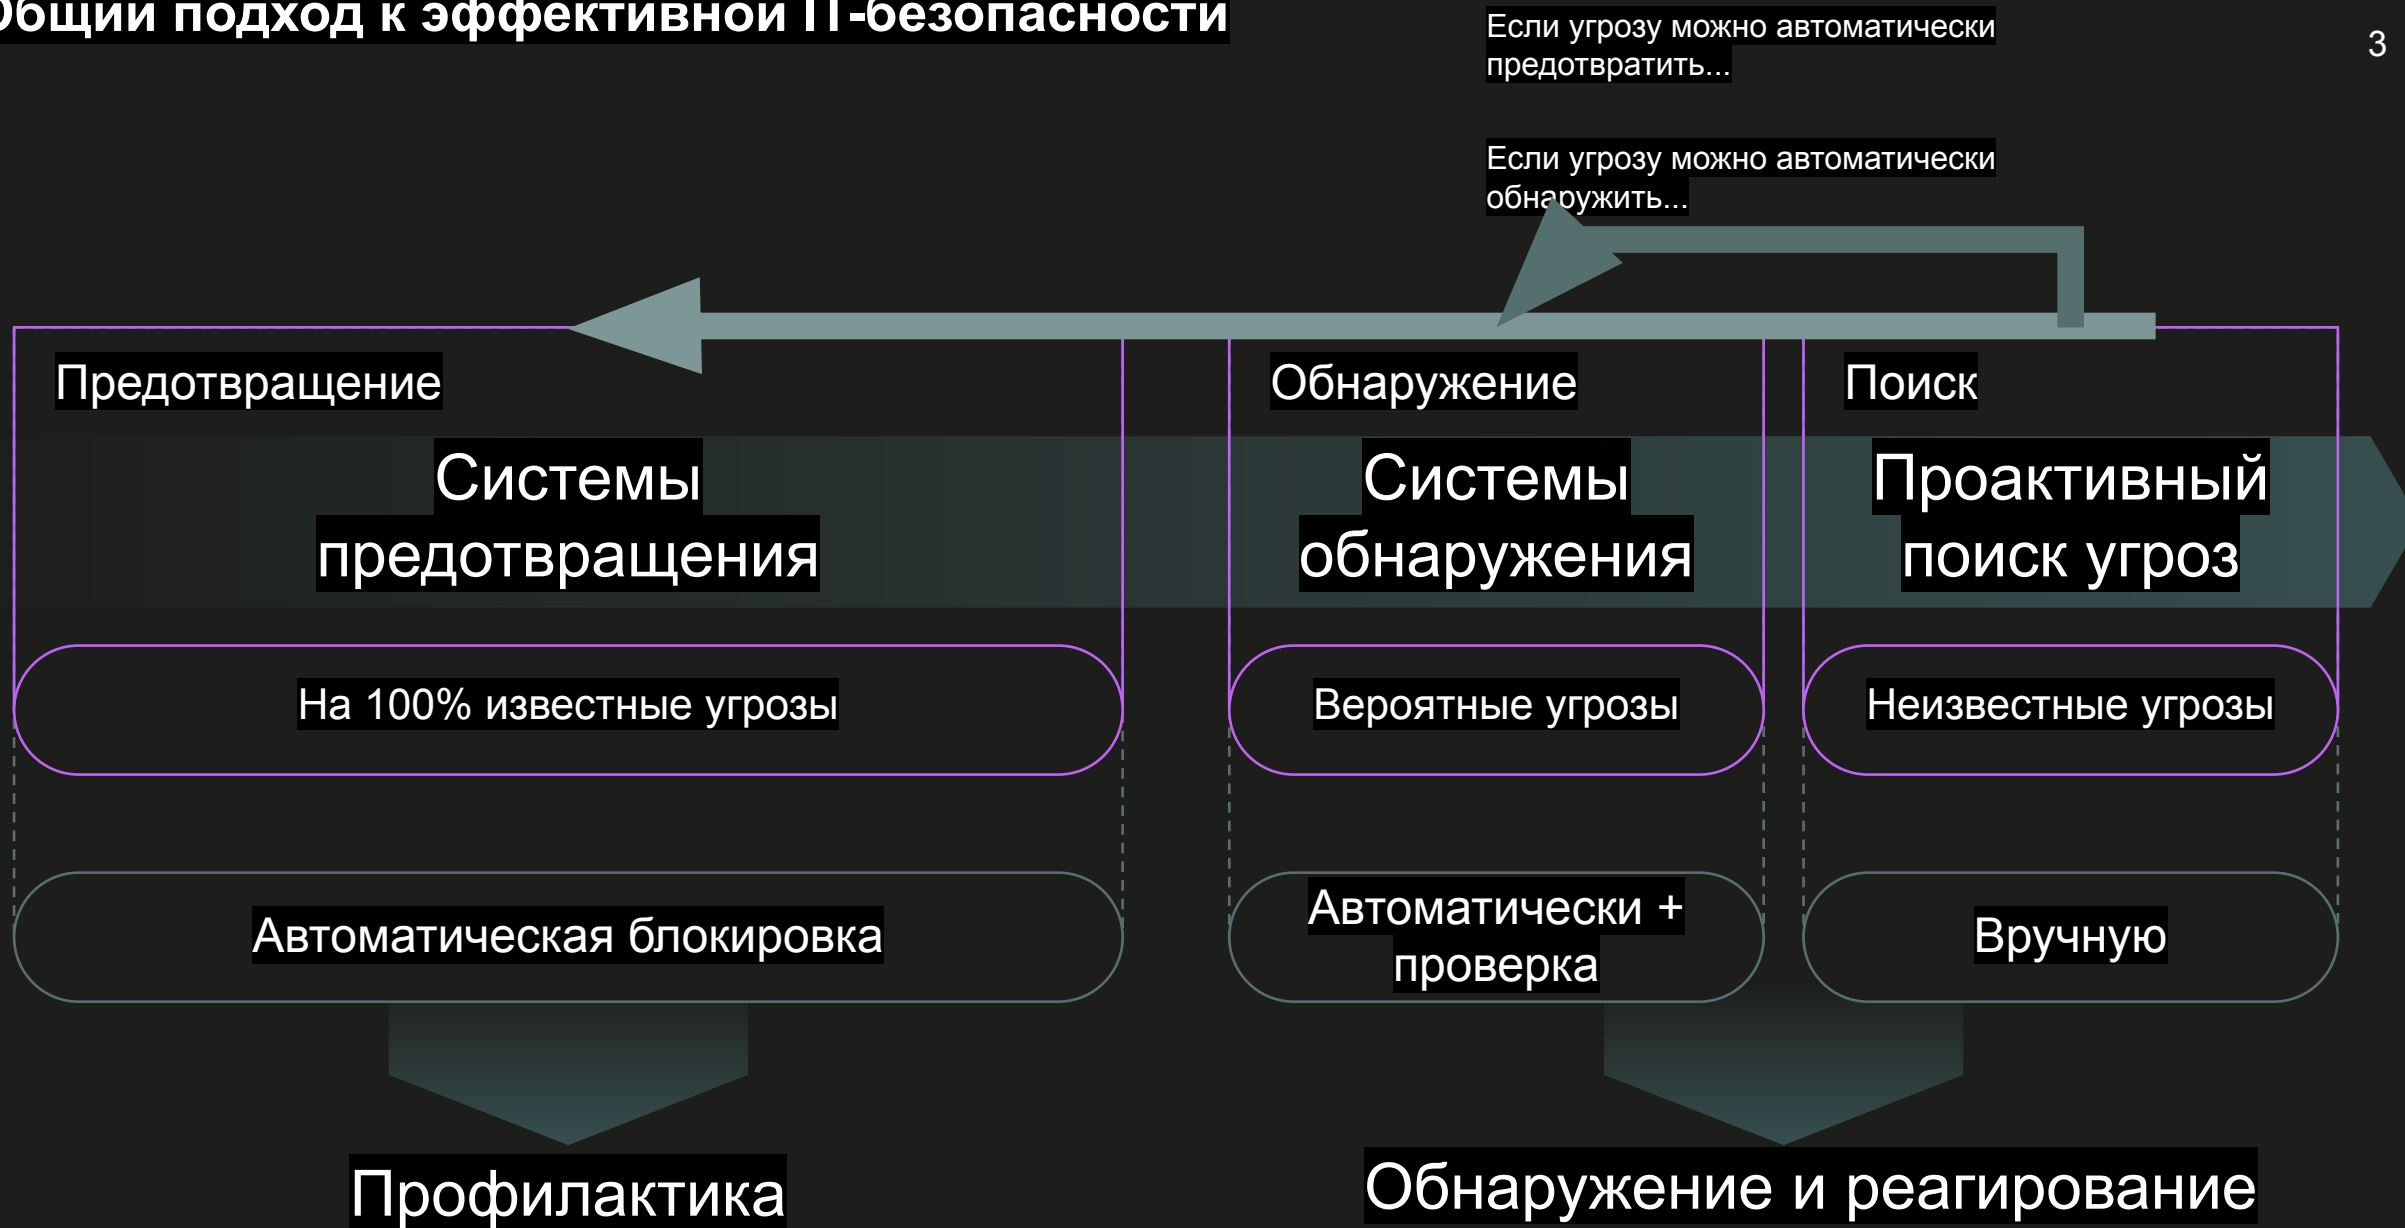 Общий подход к эффективной IT-безопасности
Если угрозу можно автоматически
предотвратить...
3
Если угрозу можно автоматически
обнаружить...
Предотвращение
Обнаружение
Поиск
Системы
предотвращения
Системы
обнаружения
Проактивный
поиск угроз
На 100% известные угрозы
Вероятные угрозы
Неизвестные угрозы
Автоматическая блокировка
Автоматически +
проверка
Вручную
Профилактика
Обнаружение и реагирование